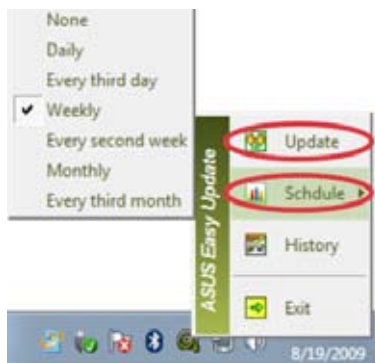 None
Daily
Every third day
Weekly
Every second week
Monthly
Every third month
ASUS Easy Update
Update
Schdule
History
Exit
8/19/2009